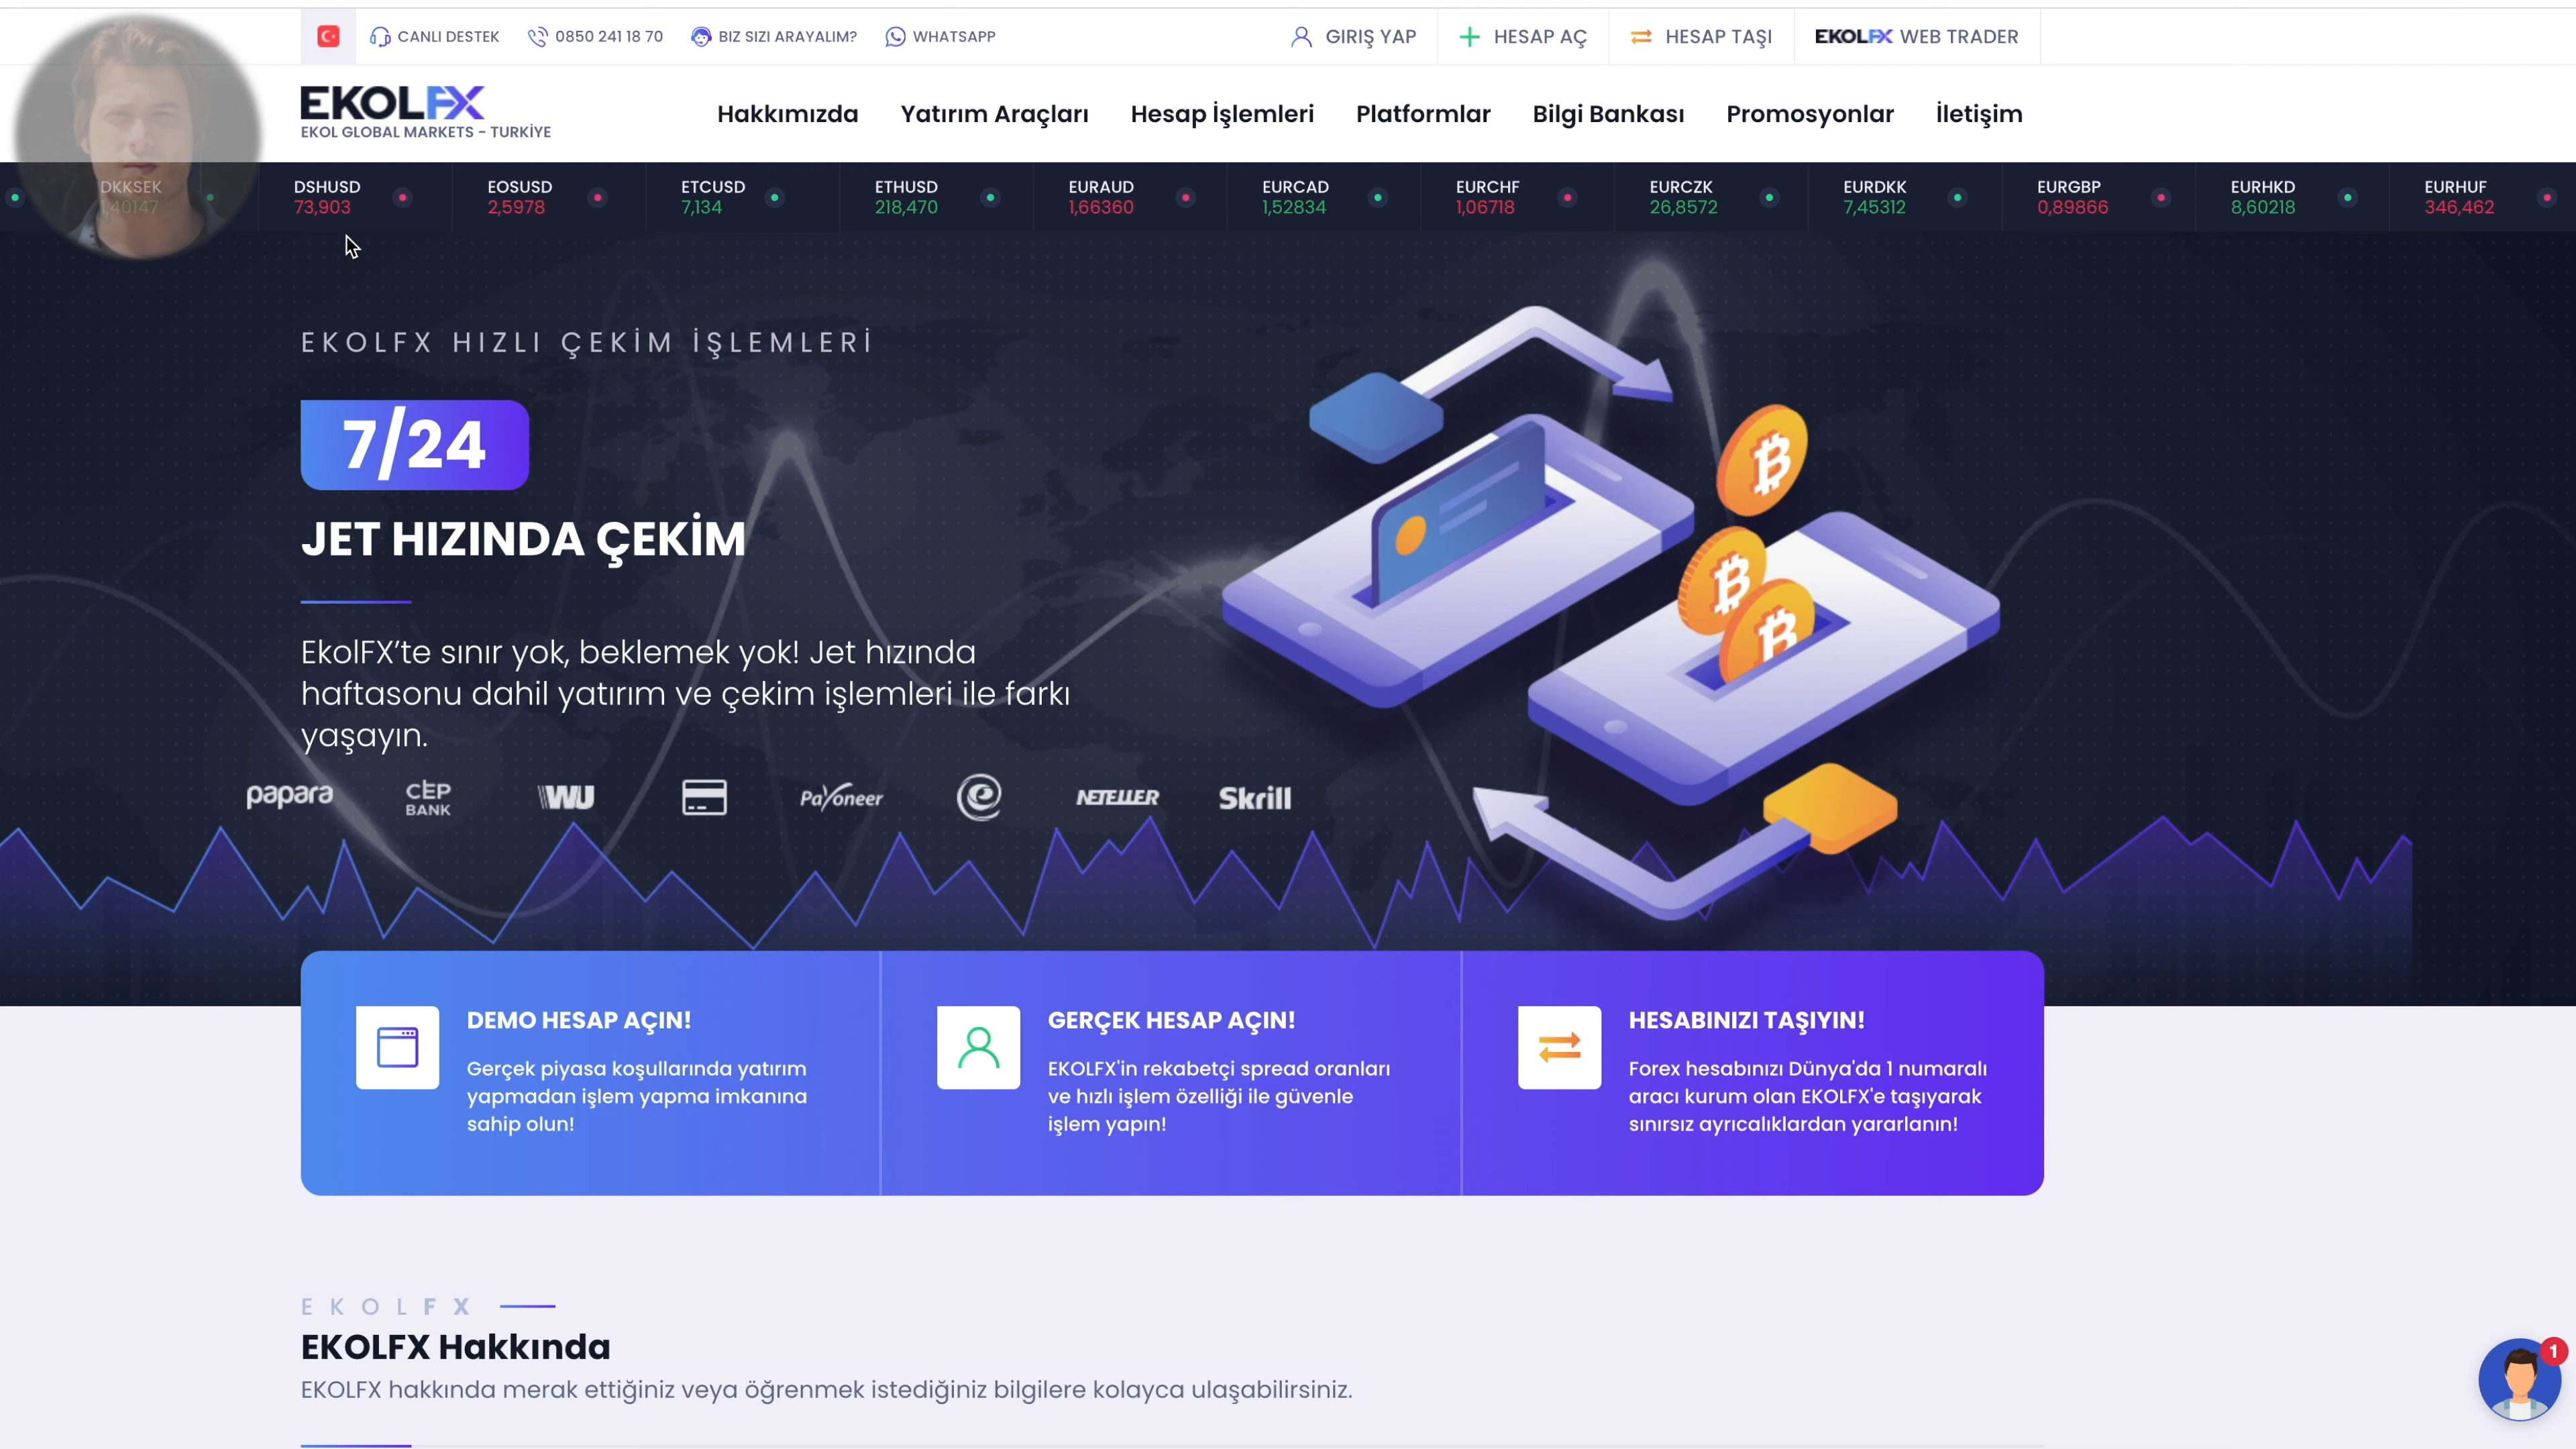 CANLI DESTEK
0850 241 18 70
BIZ SIZI ARAYALIM?
WHATSAPP
GIRIŞ YAP
HESAP AÇ
HESAP TAŞI
EKOLFX WEB TRADER
EKOLFX
EKOL GLOBAL MARKETS - TURKİYE
Hakkımızda
Yatırım Araçları
Hesap İşlemleri
Platformlar
Bilgi Bankası
Promosyonlar
İletişim
DKKSEK
1,40147
DSHUSD
73,903
EOSUSD
2,5978
ETCUSD
7,134
ETHUSD
218,470
EURAUD
1,66360
EURCAD
1,52834
EURCHF
1,06718
EURCZK
26,8572
EURDKK
7,45312
EURGBP
0,89866
EURHKD
8,60218
EURHUF
346,462
EKOLFX HIZLI ÇEKİM İŞLEMLERİ
7/24
JET HIZINDA ÇEKİM
EkolFX'te sınır yok, beklemek yok! Jet hızında
haftasonu dahil yatırım ve çekim işlemleri ile farkı
yaşayın.
papara
CEP
BANK
WU
Payoneer
NETELLER
Skrill
DEMO HESAP AÇIN!
Gerçek piyasa koşullarında yatırım
yapmadan işlem yapma imkanına
sahip olun!
GERÇEK HESAP AÇIN!
EKOLFX'in rekabetçi spread oranları
ve hızlı işlem özelliği ile güvenle
işlem yapın!
HESABINIZI TAŞIYIN!
Forex hesabınızı Dünya'da 1 numaralı
aracı kurum olan EKOLFX'e taşıyarak
sınırsız ayrıcalıklardan yararlanın!
EKOLFX
EKOLFX Hakkında
EKOLFX hakkında merak ettiğiniz veya öğrenmek istediğiniz bilgilere kolayca ulaşabilirsiniz.
1